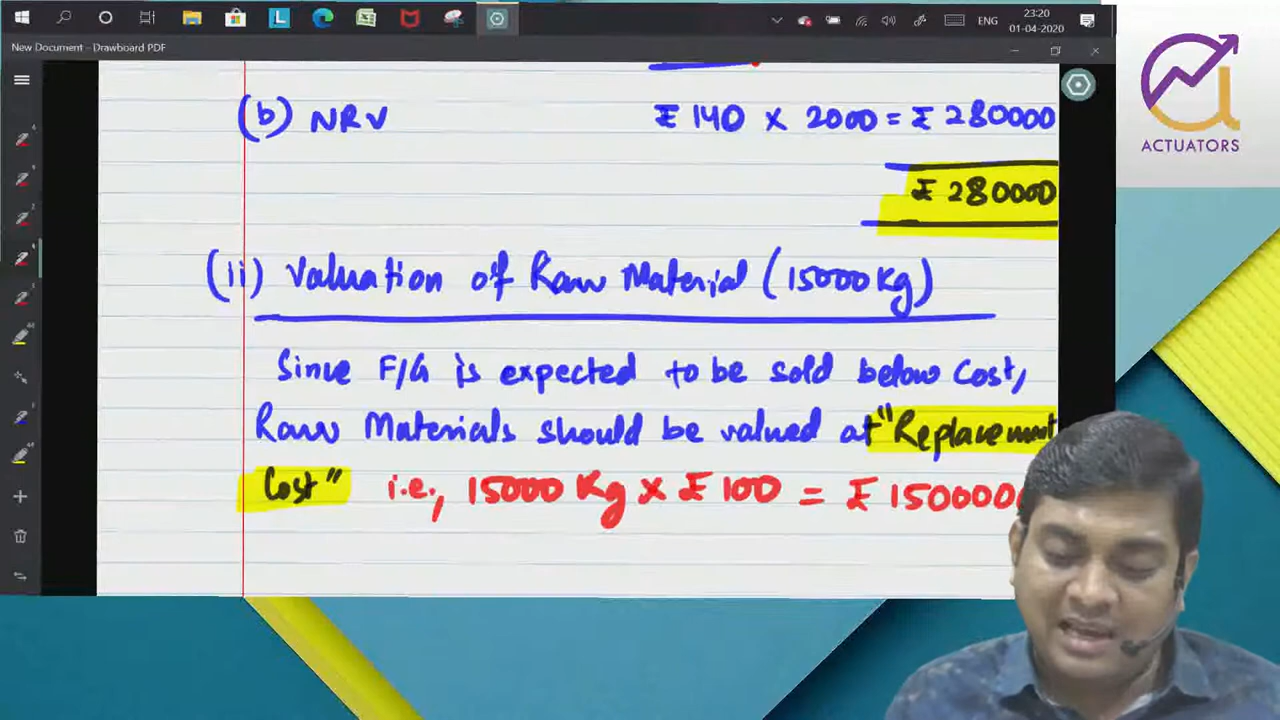 23:20
ENG
01-04-2020
New Document - Drawboard PDF
ACTUATORS
(b) NRV ₹ 140 x 2000 = ₹ 280000
₹ 280000
(ii) Valuation of Raw Material (15000 Kg)
Since F/G is expected to be sold below Cost,
Raw Materials should be valued at "Replacement
Cost" i.e., 15000 Kg x ₹ 100 = ₹ 1500000